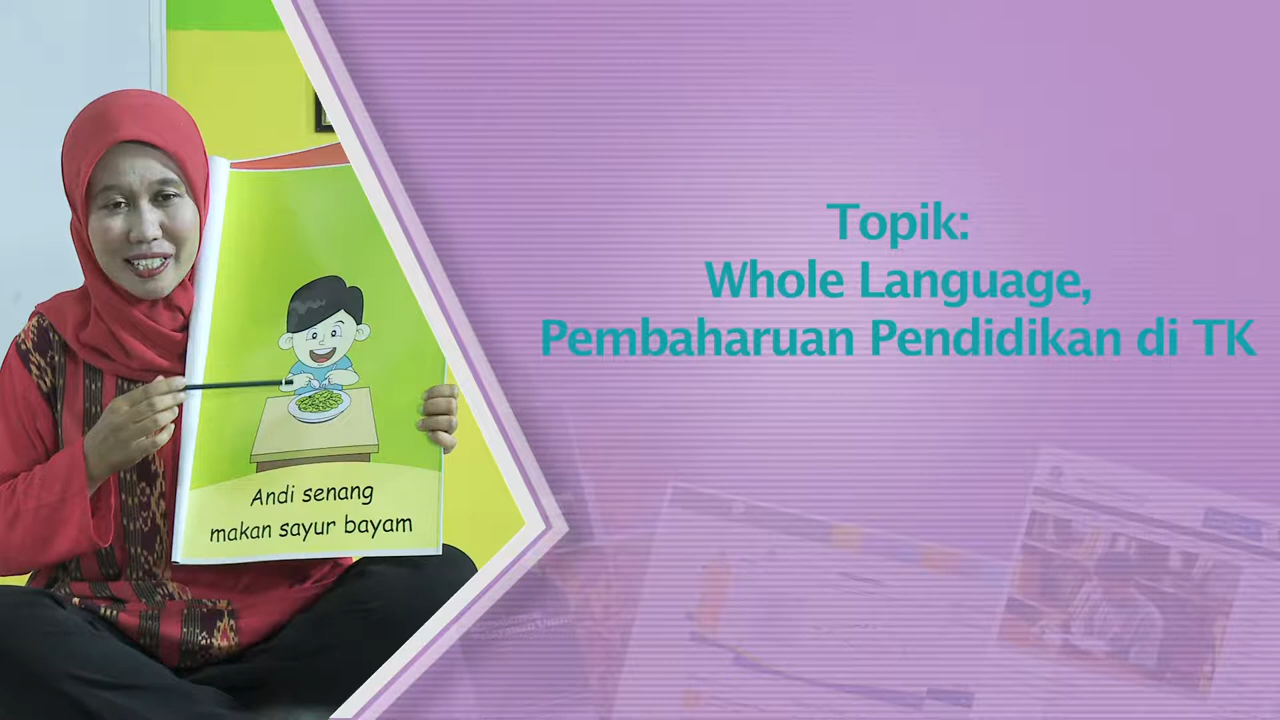 Topik:
Whole Language,
Pembaharuan Pendidikan di TK
Andi senang
makan sayur bayam